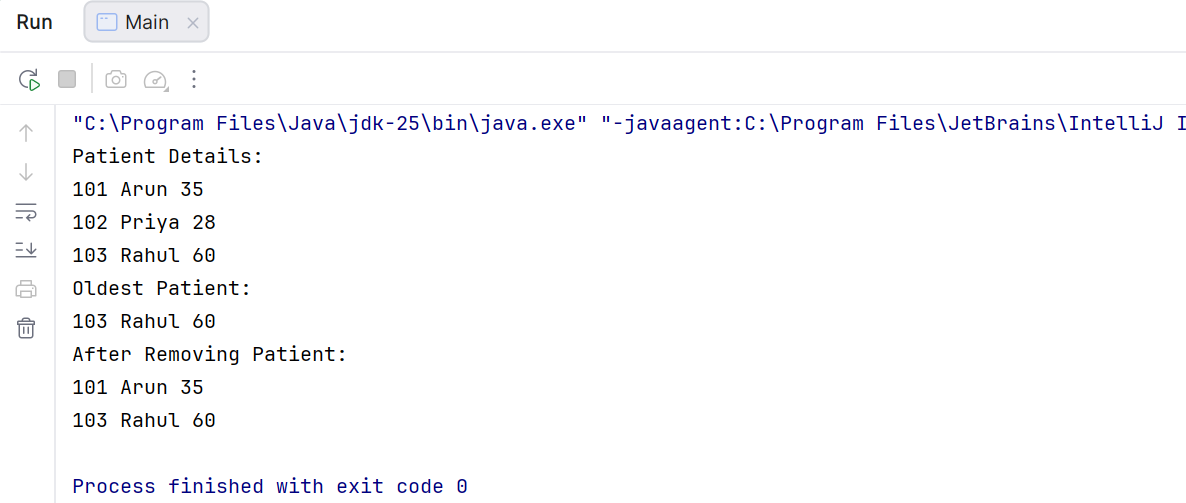 Run
Main
"C:\Program Files\Java\jdk-25\bin\java.exe" "-javaagent:C:\Program Files\JetBrains\IntelliJ I
Patient Details:
101 Arun 35
102 Priya 28
103 Rahul 60
Oldest Patient:
103 Rahul 60
After Removing Patient:
101 Arun 35
103 Rahul 60
Process finished with exit code 0